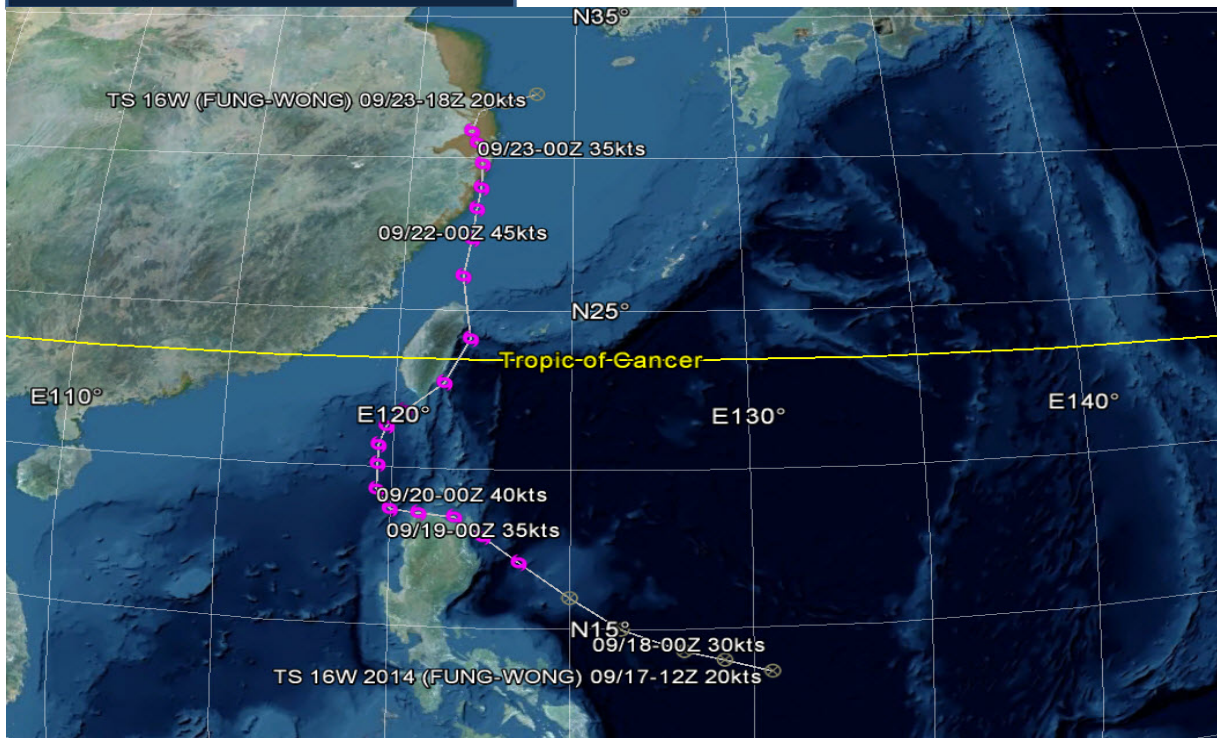 N35°
TS 16W (FUNG-WONG) 09/23-18Z 20kts
09/23-00Z 35kts
09/22-00Z 45kts
N25°
Tropic of Cancer
E110°
E120°
E130°
E140°
09/20-00Z 40kts
09/19-00Z 35kts
N15°
09/18-00Z 30kts
TS 16W 2014 (FUNG-WONG) 09/17-12Z 20kts